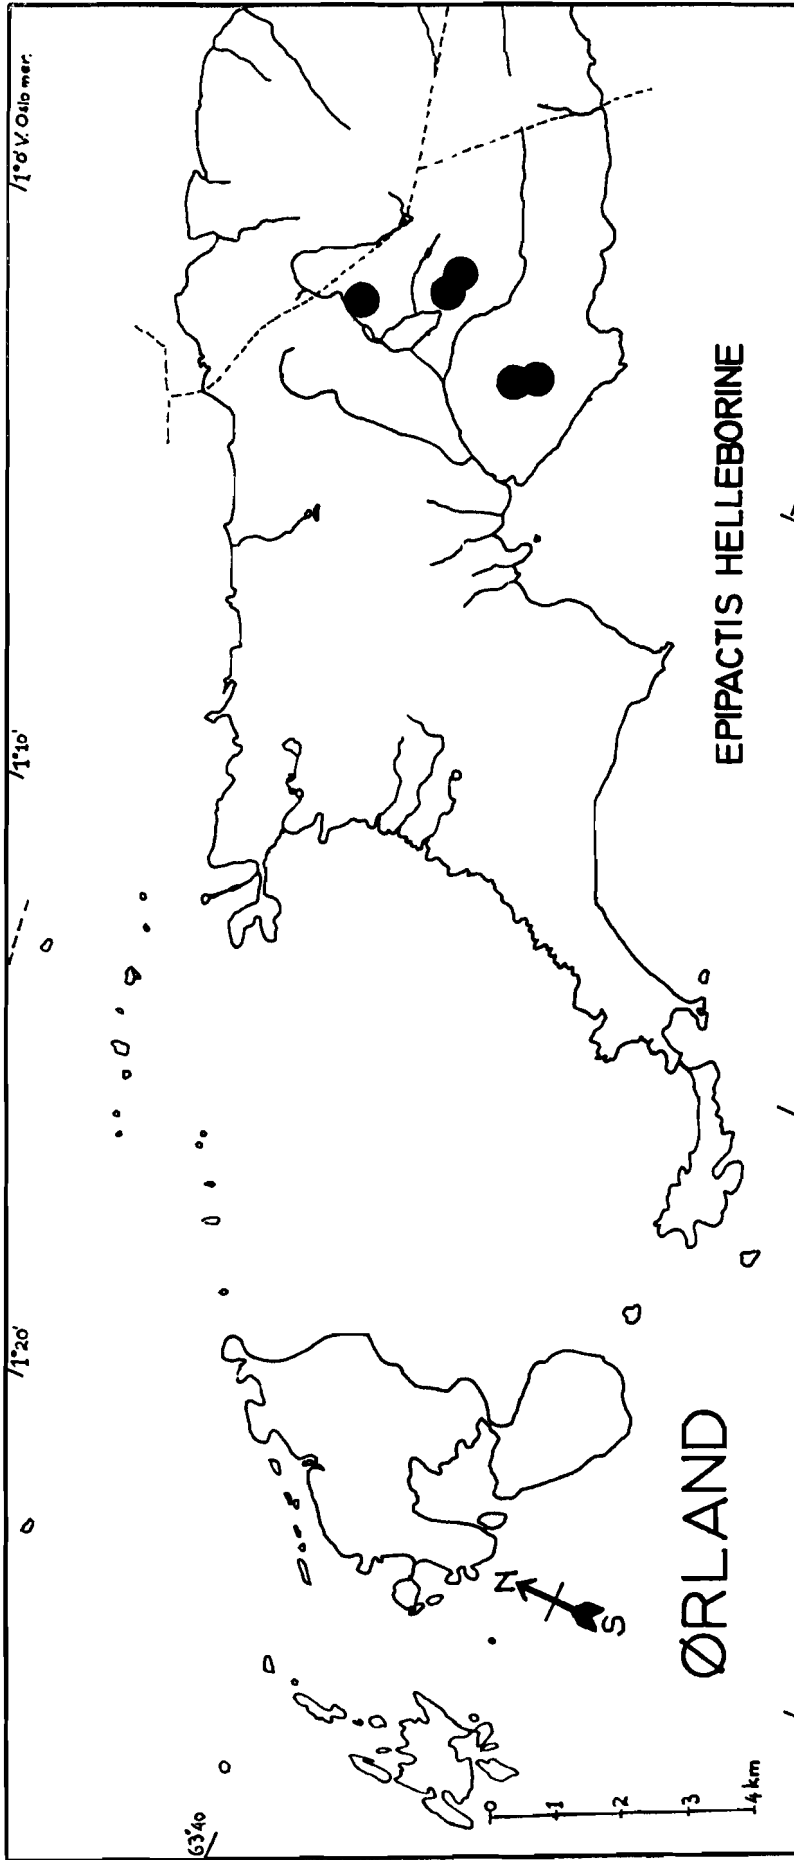 1°0' V. Oslo mer.
1°10'
1°20'
63°40
EPIPACTIS HELLEBORINE
ØRLAND
N
S
0
1
2
3
4 km